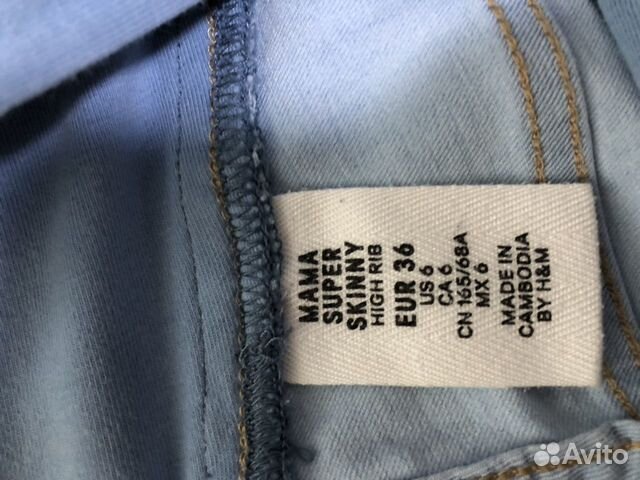 MAMA
SUPER
SKINNY
HIGH RIB
EUR 36
US 6
CA 6
CN 165/68A
MX 6
MADE IN
CAMBODIA
BY H&M
Avito